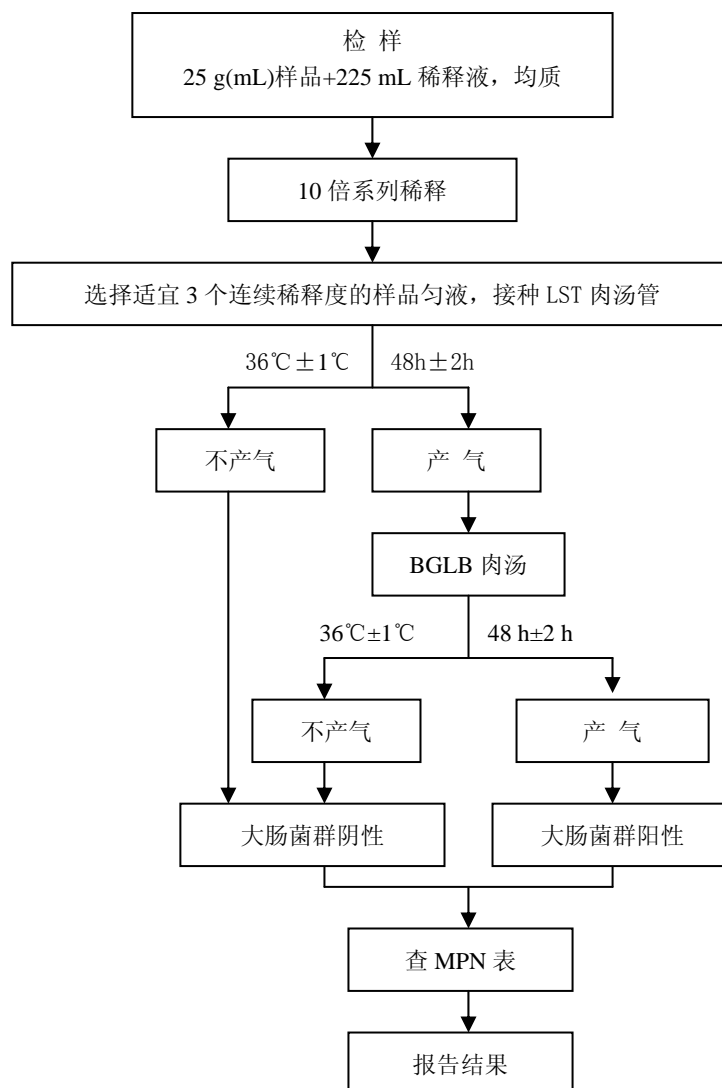 检 样
25 g(mL)样品+225 mL 稀释液，均质
10 倍系列稀释
选择适宜 3 个连续稀释度的样品匀液，接种 LST 肉汤管
36℃±1℃ 48h±2h
不产气 产 气
BGLB 肉汤
36℃±1℃ 48 h±2 h
不产气 产 气
大肠菌群阴性 大肠菌群阳性
查 MPN 表
报告结果